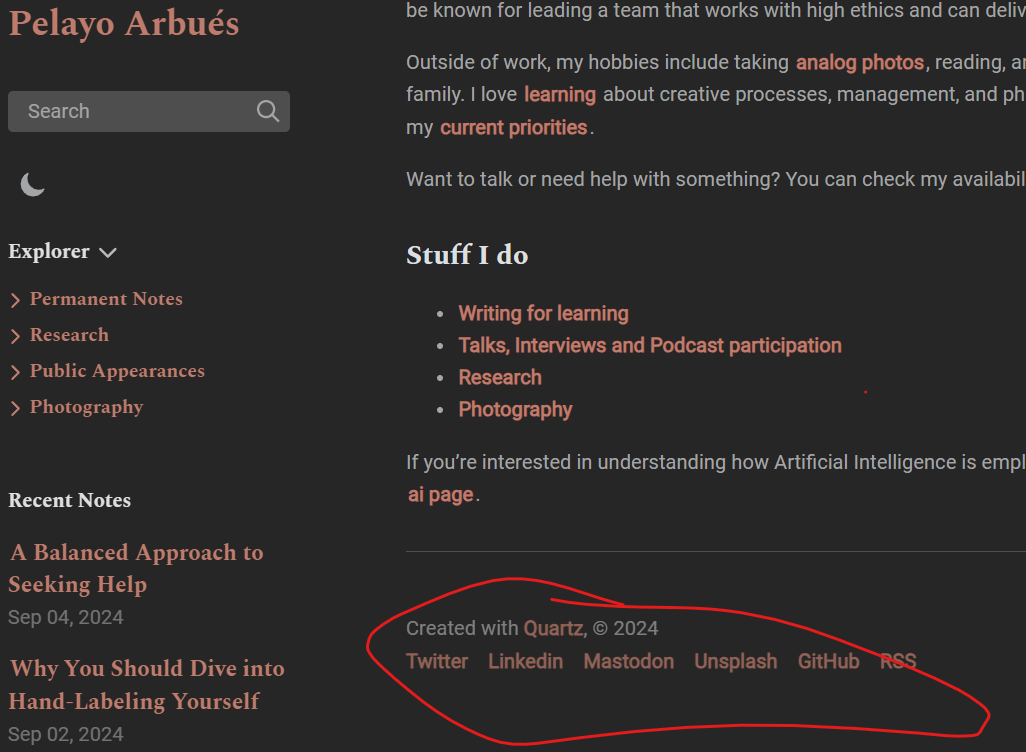 Pelayo Arbués
Search
Explorer
Permanent Notes
Research
Public Appearances
Photography
Recent Notes
A Balanced Approach to
Seeking Help
Sep 04, 2024
Why You Should Dive into
Hand-Labeling Yourself
Sep 02, 2024
be known for leading a team that works with high ethics and can deliv
Outside of work, my hobbies include taking analog photos, reading, an
family. I love learning about creative processes, management, and ph
my current priorities.
Want to talk or need help with something? You can check my availabil
Stuff I do
Writing for learning
Talks, Interviews and Podcast participation
Research
Photography
If you’re interested in understanding how Artificial Intelligence is empl
ai page.
Created with Quartz, © 2024
Twitter Linkedin Mastodon Unsplash GitHub RSS